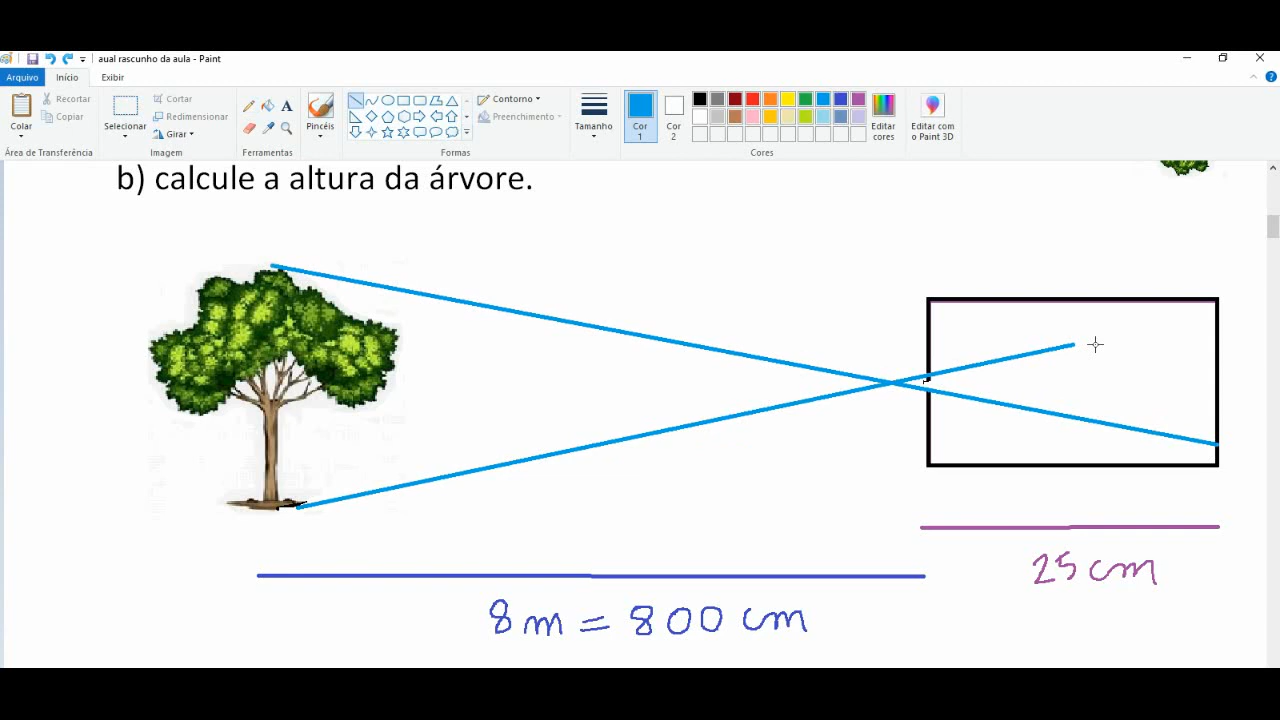 aual rascunho da aula - Paint
Arquivo Início Exibir
Colar
Recortar
Copiar
Área de Transferência
Selecionar
Cortar
Redimensionar
Girar
Imagem
A
Ferramentas
Pincéis
Contorno
Preenchimento
Formas
Tamanho
Cor 1
Cor 2
Editar cores
Cores
Editar com o Paint 3D
b) calcule a altura da árvore.
25 cm
8 m = 800 cm